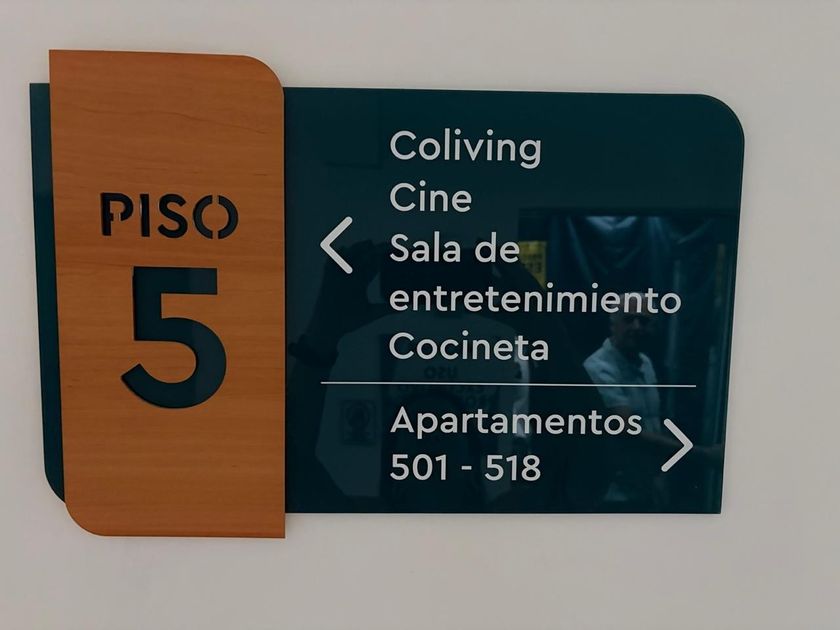 PISO
5
Coliving
Cine
Sala de
entretenimiento
Cocineta
Apartamentos
501 - 518